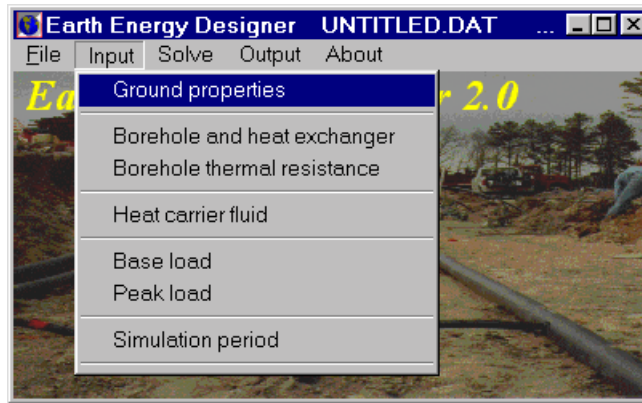 Earth Energy Designer UNTITLED.DAT ...
File Input Solve Output About
Ground properties
r 2.0
Borehole and heat exchanger
Borehole thermal resistance
Heat carrier fluid
Base load
Peak load
Simulation period